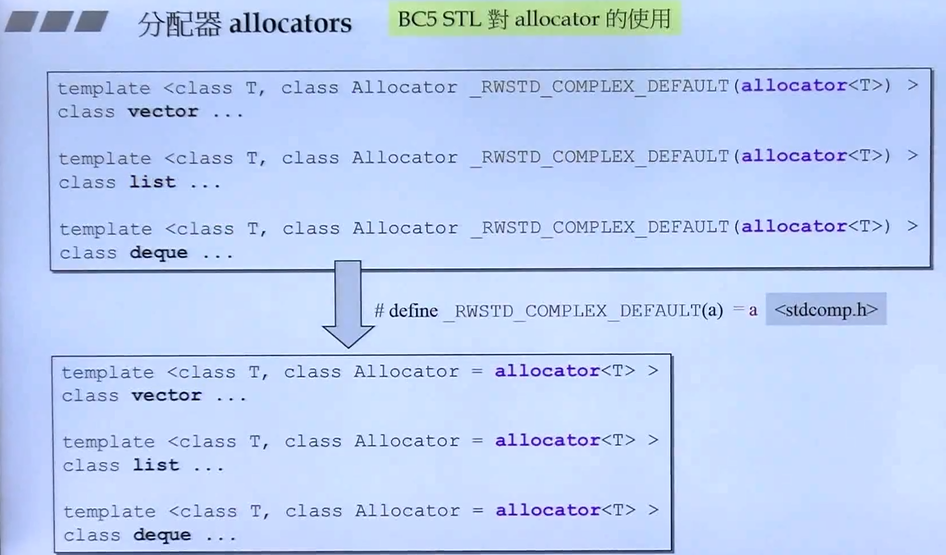 分配器 allocators
BC5 STL 對 allocator 的使用
template <class T, class Allocator _RWSTD_COMPLEX_DEFAULT(allocator<T>) >
class vector ...
template <class T, class Allocator _RWSTD_COMPLEX_DEFAULT(allocator<T>) >
class list ...
template <class T, class Allocator _RWSTD_COMPLEX_DEFAULT(allocator<T>) >
class deque ...
# define _RWSTD_COMPLEX_DEFAULT(a) = a <stdcomp.h>
template <class T, class Allocator = allocator<T> >
class vector ...
template <class T, class Allocator = allocator<T> >
class list ...
template <class T, class Allocator = allocator<T> >
class deque ...